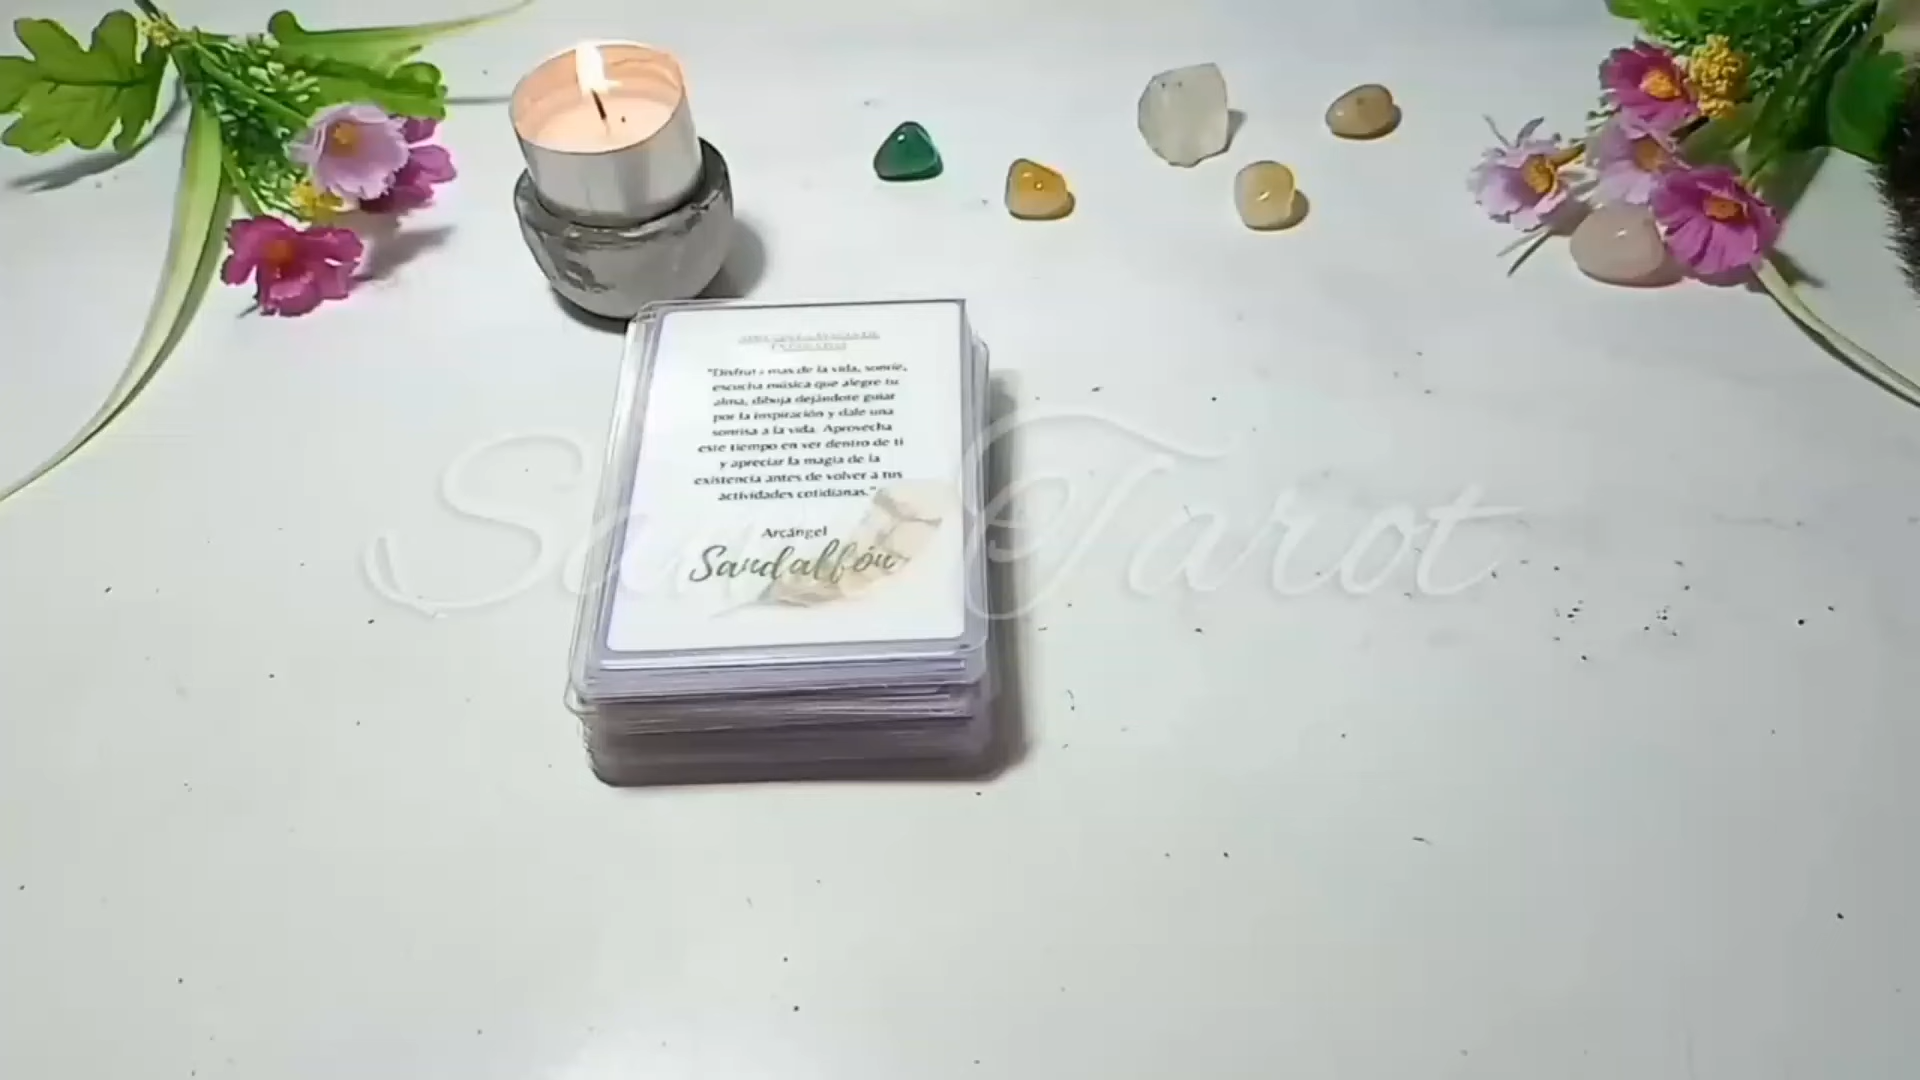 "Disfruta mas de la vida, sonríe,
escucha música que alegre tu
alma, dibuja dejándote guiar
por la inspiración y dale una
sonrisa a la vida. Aprovecha
este tiempo en ver dentro de ti
y apreciar la magia de la
existencia antes de volver a tus
actividades cotidianas."
Arcángel
Sandalfón
Tarot